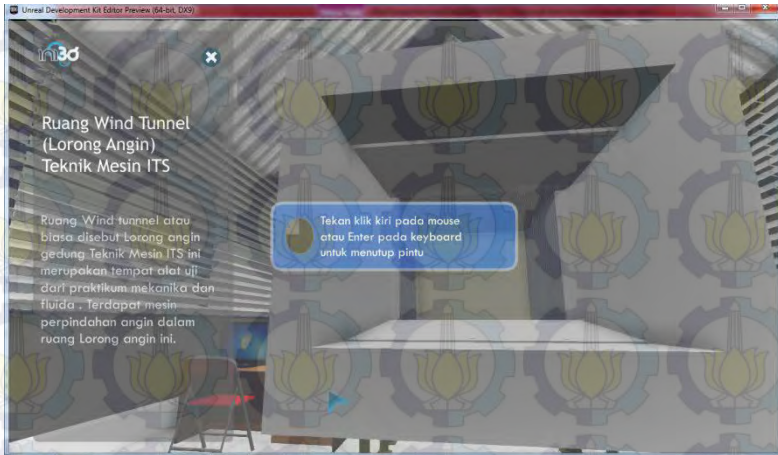 Unreal Development Kit Editor Preview (64-bit, DX9)
ini3d
Ruang Wind Tunnel
(Lorong Angin)
Teknik Mesin ITS
Ruang Wind tunnnel atau
biasa disebut Lorong angin
gedung Teknik Mesin ITS ini
merupakan tempat alat uji
dari praktikum mekanika dan
fluida . Terdapat mesin
perpindahan angin dalam
ruang Lorong angin ini.
Tekan klik kiri pada mouse
atau Enter pada keyboard
untuk menutup pintu